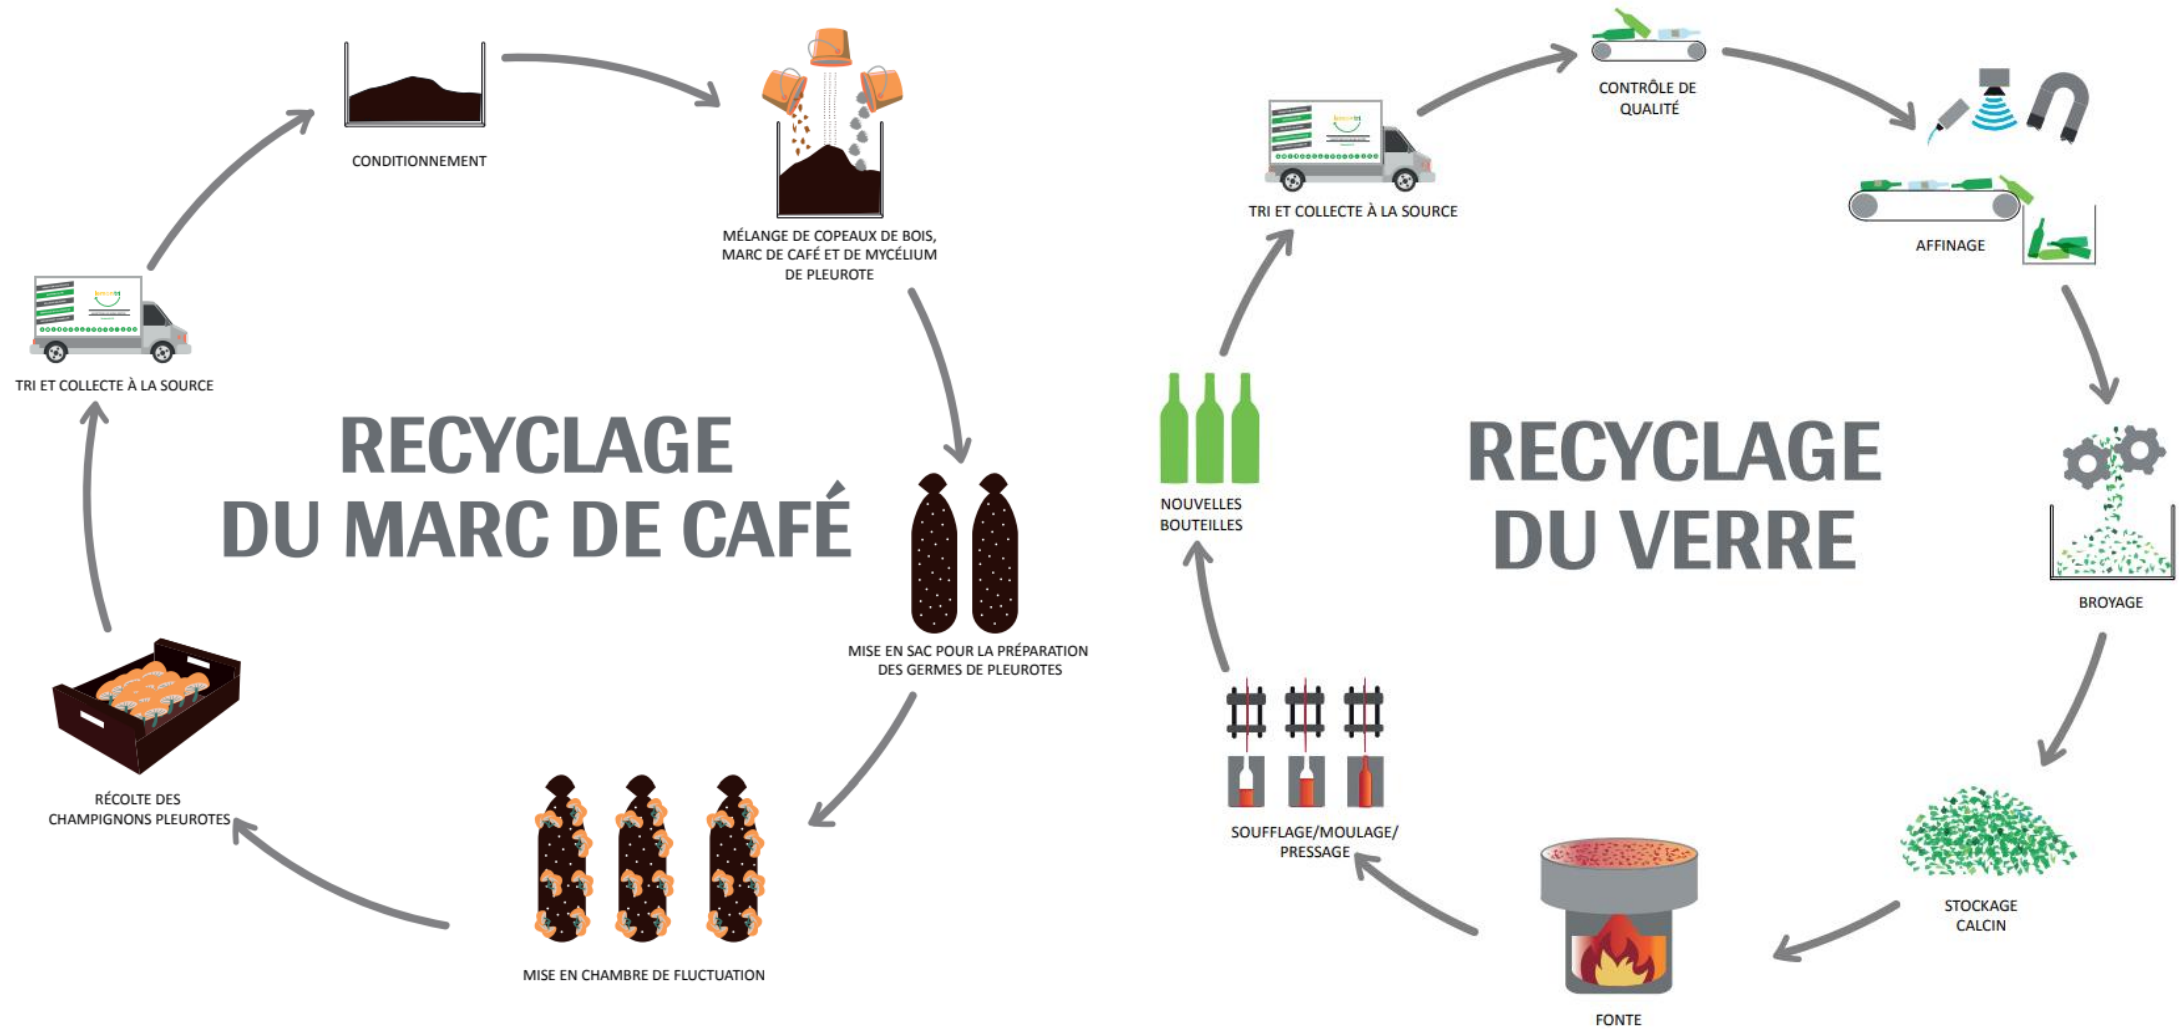 CONDITIONNEMENT
MÉLANGE DE COPEAUX DE BOIS,
MARC DE CAFÉ ET DE MYCÉLIUM
DE PLEUROTE
TRI ET COLLECTE À LA SOURCE
RECYCLAGE
DU MARC DE CAFÉ
MISE EN SAC POUR LA PRÉPARATION
DES GERMES DE PLEUROTES
RÉCOLTE DES
CHAMPIGNONS PLEUROTES
MISE EN CHAMBRE DE FLUCTUATION
CONTRÔLE DE
QUALITÉ
TRI ET COLLECTE À LA SOURCE
AFFINAGE
RECYCLAGE
DU VERRE
NOUVELLES
BOUTEILLES
BROYAGE
SOUFFLAGE/MOULAGE/
PRESSAGE
STOCKAGE
CALCIN
FONTE